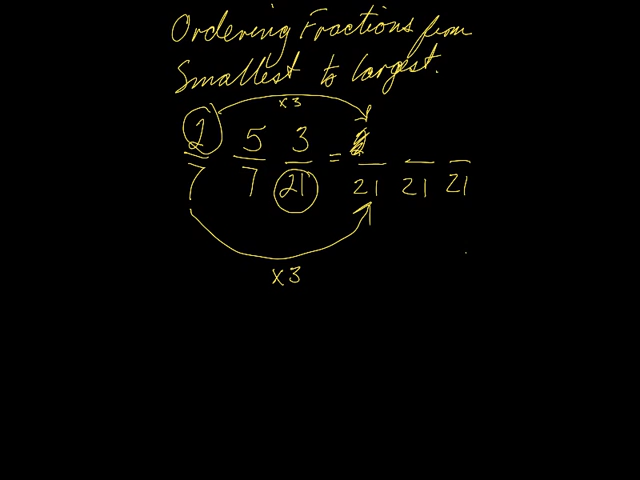 Ordering Fractions from
Smallest to largest.
x3
2 5 3 =
7 7 21 21 21 21
x3